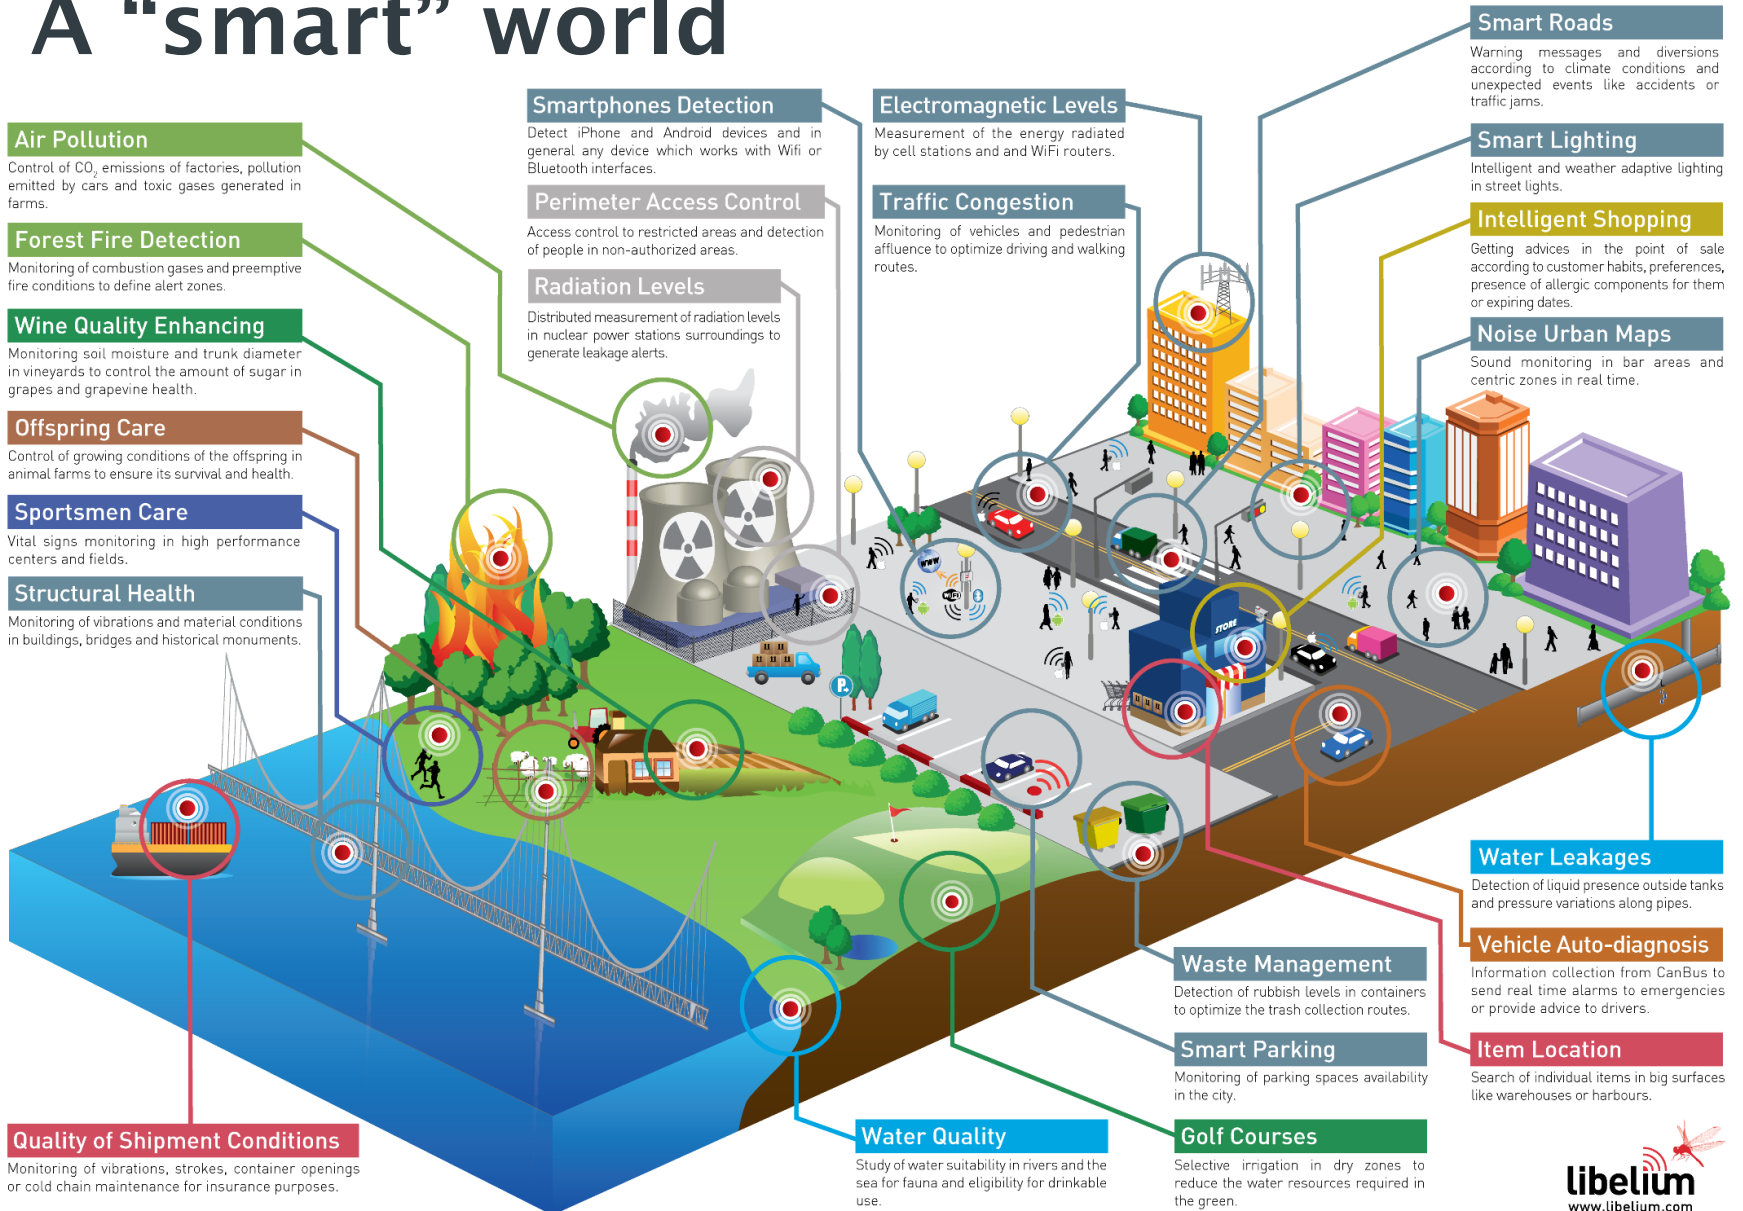 A “smart” world
Air Pollution
Control of CO2 emissions of factories, pollution
emitted by cars and toxic gases generated in
farms.
Forest Fire Detection
Monitoring of combustion gases and preemptive
fire conditions to define alert zones.
Wine Quality Enhancing
Monitoring soil moisture and trunk diameter
in vineyards to control the amount of sugar in
grapes and grapevine health.
Offspring Care
Control of growing conditions of the offspring in
animal farms to ensure its survival and health.
Sportsmen Care
Vital signs monitoring in high performance
centers and fields.
Structural Health
Monitoring of vibrations and material conditions
in buildings, bridges and historical monuments.
Quality of Shipment Conditions
Monitoring of vibrations, strokes, container openings
or cold chain maintenance for insurance purposes.
Smartphones Detection
Detect iPhone and Android devices and in
general any device which works with Wifi or
Bluetooth interfaces.
Perimeter Access Control
Access control to restricted areas and detection
of people in non-authorized areas.
Radiation Levels
Distributed measurement of radiation levels
in nuclear power stations surroundings to
generate leakage alerts.
Electromagnetic Levels
Measurement of the energy radiated
by cell stations and and WiFi routers.
Traffic Congestion
Monitoring of vehicles and pedestrian
affluence to optimize driving and walking
routes.
Smart Roads
Warning messages and diversions
according to climate conditions and
unexpected events like accidents or
traffic jams.
Smart Lighting
Intelligent and weather adaptive lighting
in street lights.
Intelligent Shopping
Getting advices in the point of sale
according to customer habits, preferences,
presence of allergic components for them
or expiring dates.
Noise Urban Maps
Sound monitoring in bar areas and
centric zones in real time.
www
WiFi
STORE
P
Water Leakages
Detection of liquid presence outside tanks
and pressure variations along pipes.
Vehicle Auto-diagnosis
Information collection from CanBus to
send real time alarms to emergencies
or provide advice to drivers.
Item Location
Search of individual items in big surfaces
like warehouses or harbours.
Waste Management
Detection of rubbish levels in containers
to optimize the trash collection routes.
Smart Parking
Monitoring of parking spaces availability
in the city.
Golf Courses
Selective irrigation in dry zones to
reduce the water resources required in
the green.
Water Quality
Study of water suitability in rivers and the
sea for fauna and eligibility for drinkable
use.
libelium
www.libelium.com